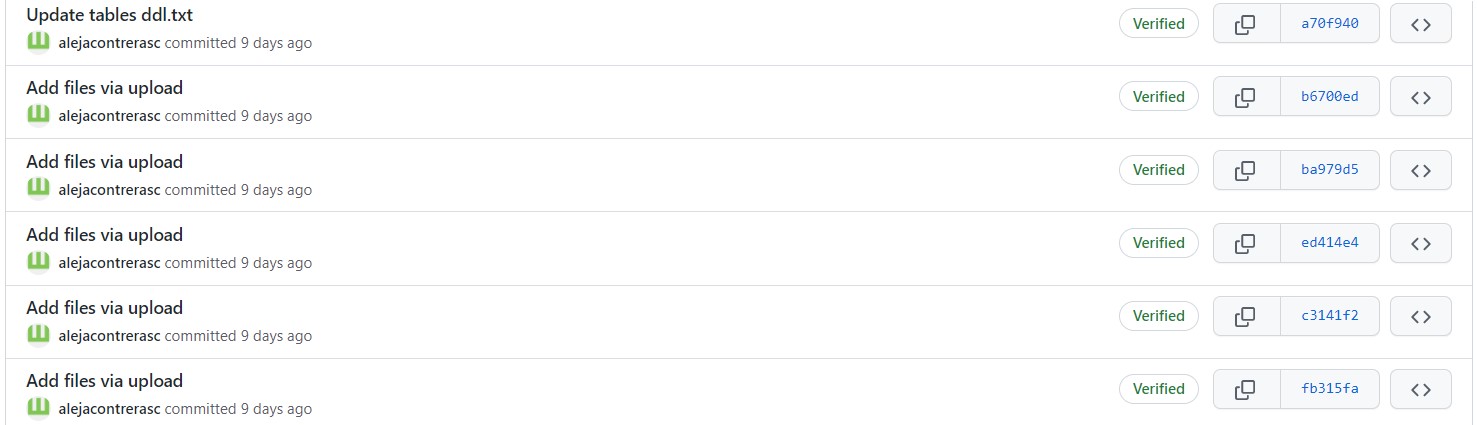 Update tables ddl.txt
alejacontrerasc committed 9 days ago
Verified
a70f940
Add files via upload
alejacontrerasc committed 9 days ago
Verified
b6700ed
Add files via upload
alejacontrerasc committed 9 days ago
Verified
ba979d5
Add files via upload
alejacontrerasc committed 9 days ago
Verified
ed414e4
Add files via upload
alejacontrerasc committed 9 days ago
Verified
c3141f2
Add files via upload
alejacontrerasc committed 9 days ago
Verified
fb315fa